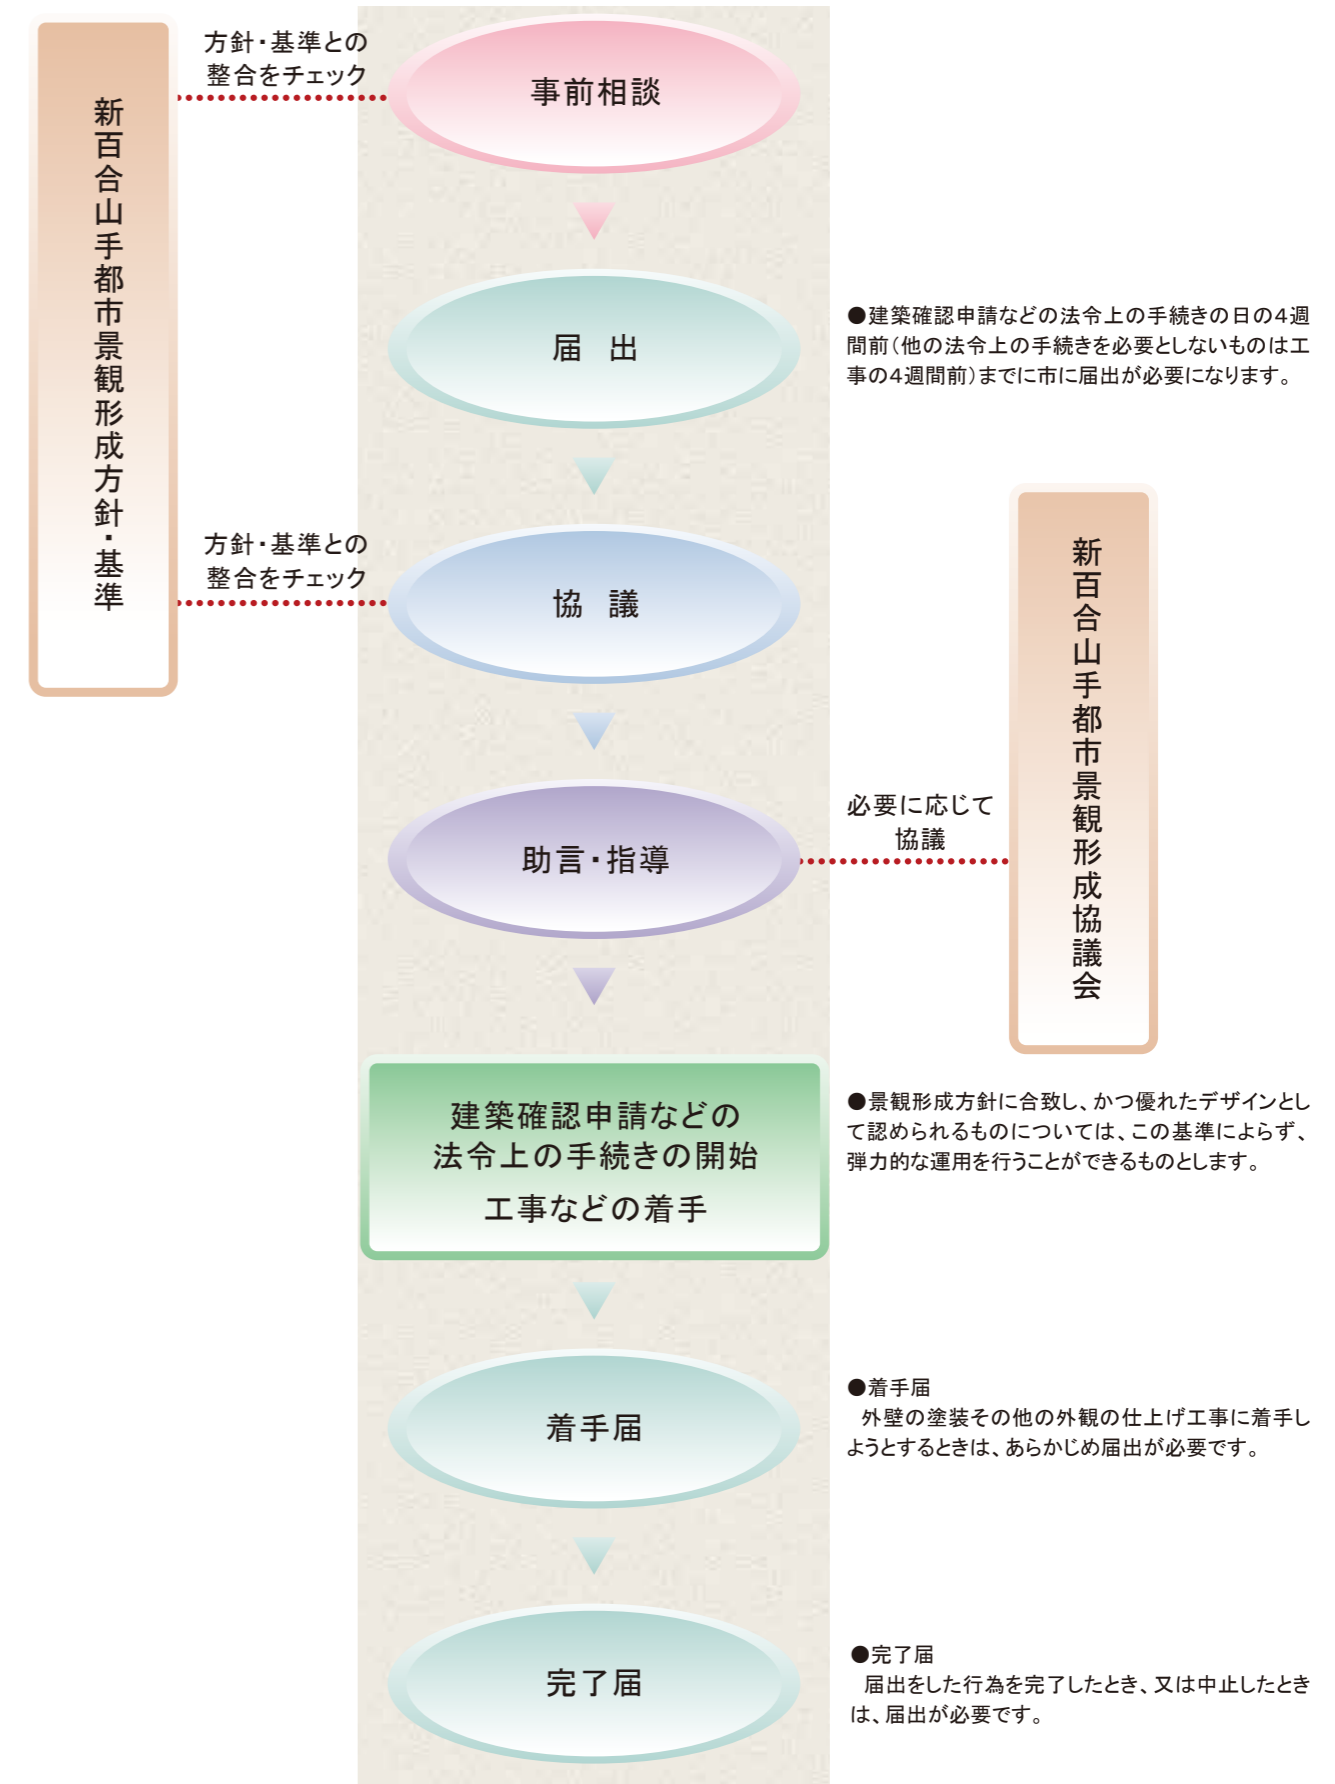 新百合山手都市景観形成方針・基準
方針・基準との
整合をチェック
事前相談
届 出
●建築確認申請などの法令上の手続きの日の4週
間前(他の法令上の手続きを必要としないものは工
事の4週間前)までに市に届出が必要になります。
方針・基準との
整合をチェック
協 議
助言・指導
必要に応じて
協議
新百合山手都市景観形成協議会
建築確認申請などの
法令上の手続きの開始
工事などの着手
●景観形成方針に合致し、かつ優れたデザインとし
て認められるものについては、この基準によらず、
弾力的な運用を行うことができるものとします。
着手届
●着手届
外壁の塗装その他の外観の仕上げ工事に着手し
ようとするときは、あらかじめ届出が必要です。
完了届
●完了届
届出をした行為を完了したとき、又は中止したとき
は、届出が必要です。